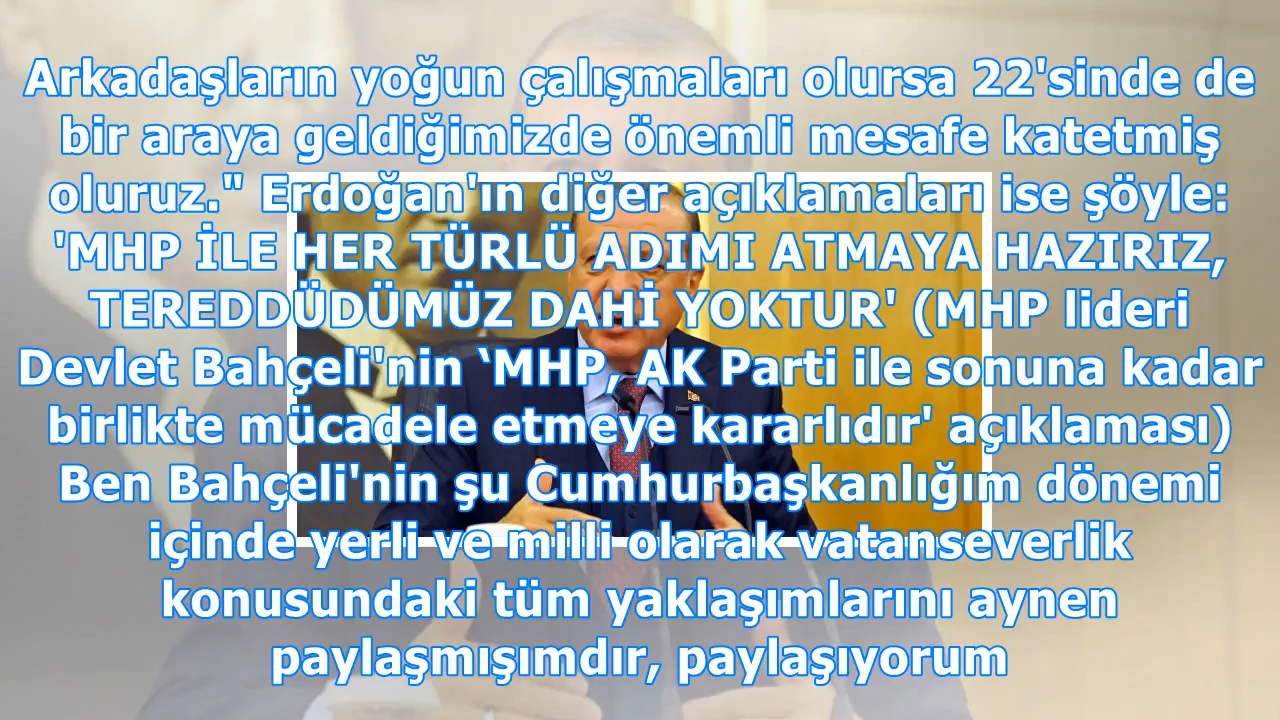 Arkadaşların yoğun çalışmaları olursa 22'sinde de
bir araya geldiğimizde önemli mesafe katetmiş
oluruz." Erdoğan'ın diğer açıklamaları ise şöyle:
'MHP İLE HER TÜRLÜ ADIMI ATMAYA HAZIRIZ,
TEREDDÜDÜMÜZ DAHİ YOKTUR' (MHP lideri
Devlet Bahçeli'nin ‘MHP, AK Parti ile sonuna kadar
birlikte mücadele etmeye kararlıdır' açıklaması)
Ben Bahçeli'nin şu Cumhurbaşkanlığım dönemi
içinde yerli ve milli olarak vatanseverlik
konusundaki tüm yaklaşımlarını aynen
paylaşmışımdır, paylaşıyorum